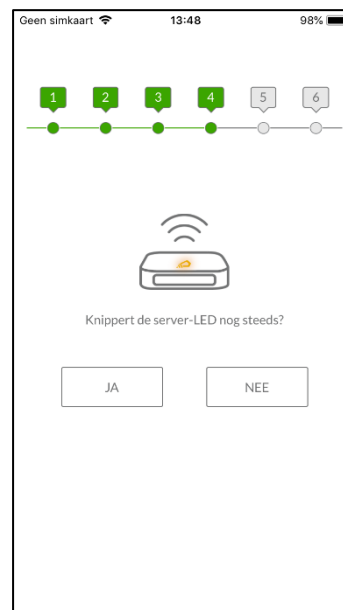 Geen simkaart 13:48 98%
1 2 3 4 5 6
Knippert de server-LED nog steeds?
JA NEE